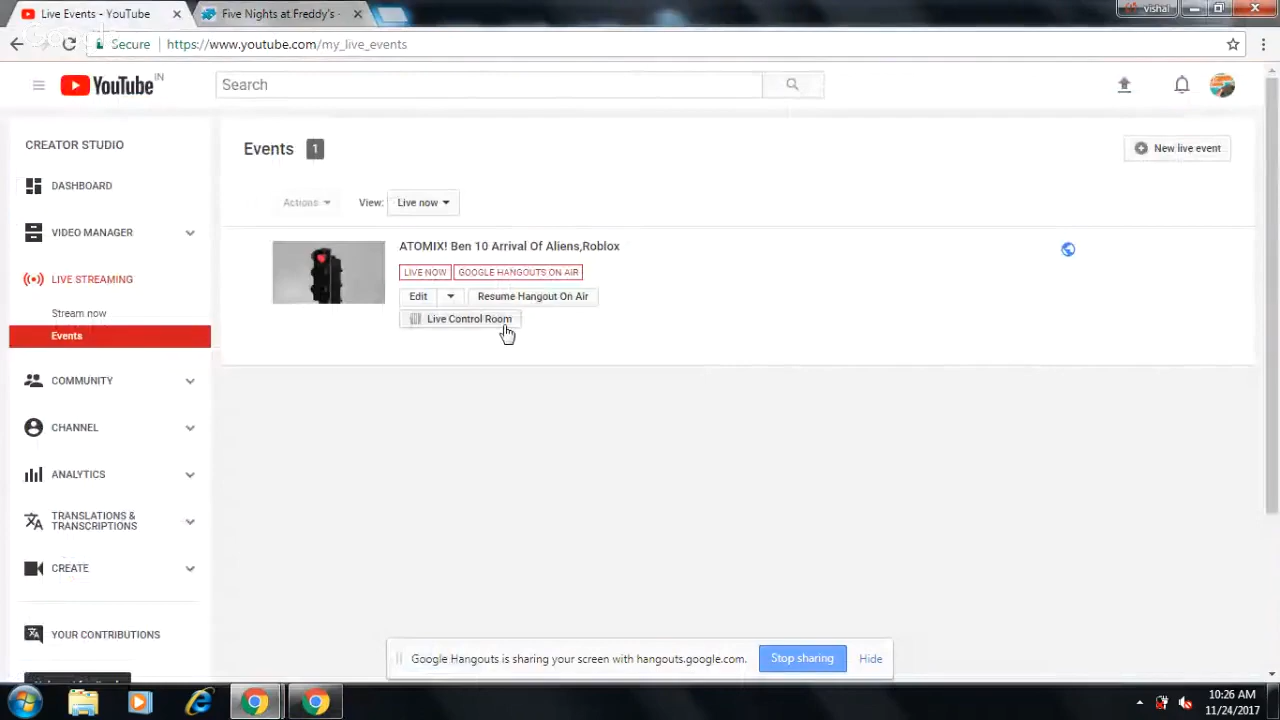 Live Events - YouTube
Five Nights at Freddy's -
vishal
Google
Secure
https://www.youtube.com/my_live_events
YouTube IN
Search
CREATOR STUDIO
DASHBOARD
VIDEO MANAGER
LIVE STREAMING
Stream now
Events
COMMUNITY
CHANNEL
ANALYTICS
TRANSLATIONS &
TRANSCRIPTIONS
CREATE
YOUR CONTRIBUTIONS
Events 1
New live event
Actions
View:
Live now
ATOMIX! Ben 10 Arrival Of Aliens,Roblox
LIVE NOW
GOOGLE HANGOUTS ON AIR
Edit
Resume Hangout On Air
Live Control Room
Google Hangouts is sharing your screen with hangouts.google.com.
Stop sharing
Hide
10:26 AM
11/24/2017